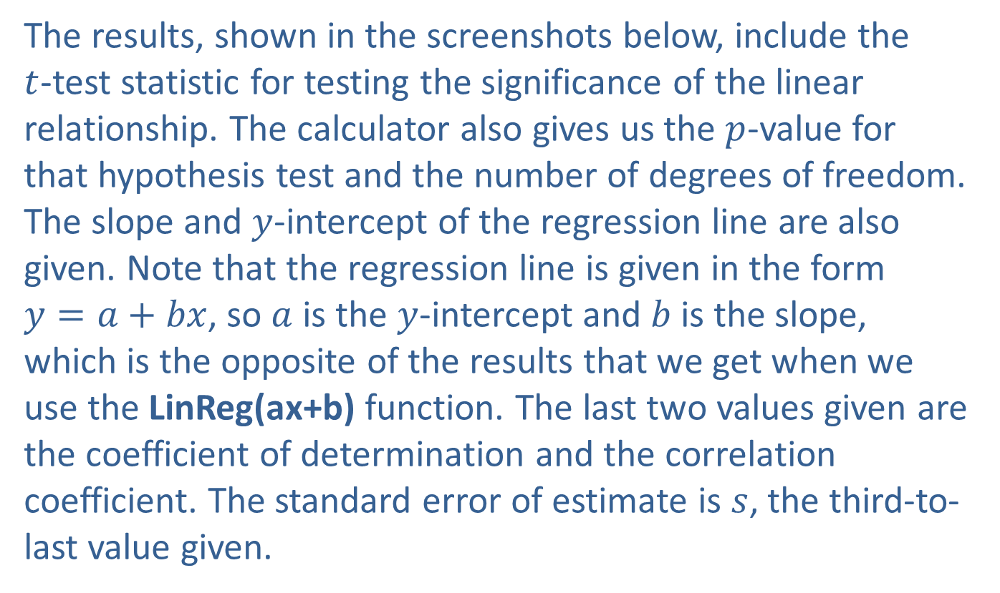 The results, shown in the screenshots below, include the
t-test statistic for testing the significance of the linear
relationship. The calculator also gives us the p-value for
that hypothesis test and the number of degrees of freedom.
The slope and y-intercept of the regression line are also
given. Note that the regression line is given in the form
y = a + bx, so a is the y-intercept and b is the slope,
which is the opposite of the results that we get when we
use the LinReg(ax+b) function. The last two values given are
the coefficient of determination and the correlation
coefficient. The standard error of estimate is s, the third-to-
last value given.